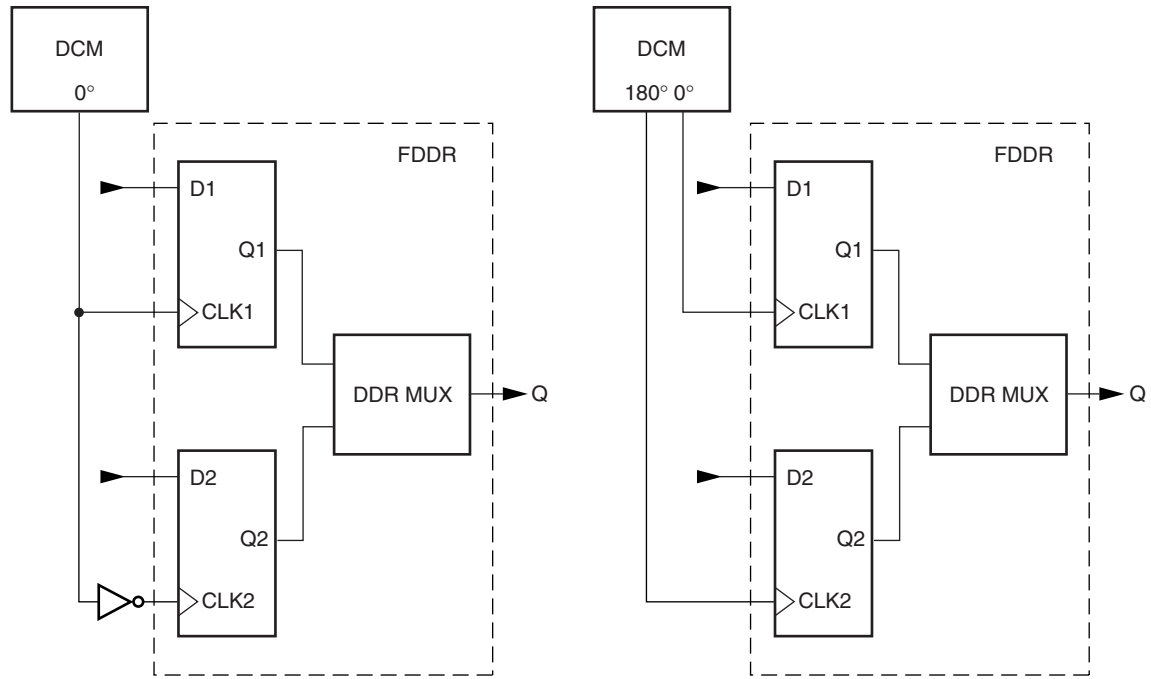 DCM
0°
FDDR
D1
Q1
CLK1
DDR MUX
Q
D2
Q2
CLK2
DCM
180° 0°
FDDR
D1
Q1
CLK1
DDR MUX
Q
D2
Q2
CLK2